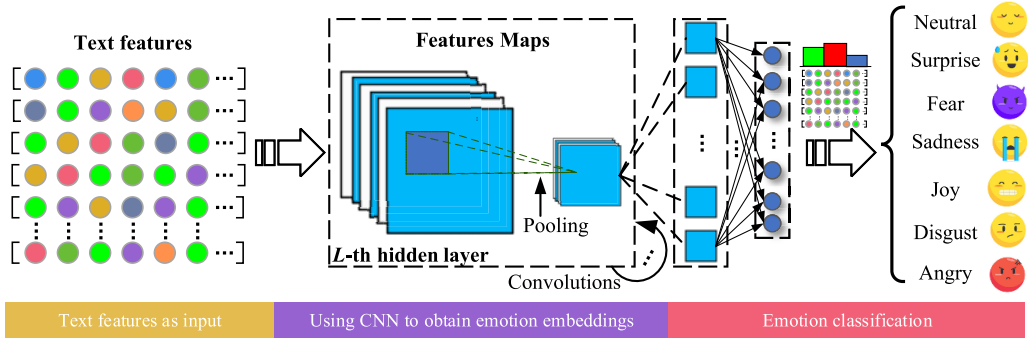 Text features
Features Maps
Pooling
L-th hidden layer
Convolutions
Neutral
Surprise
Fear
Sadness
Joy
Disgust
Angry
Text features as input
Using CNN to obtain emotion embeddings
Emotion classification